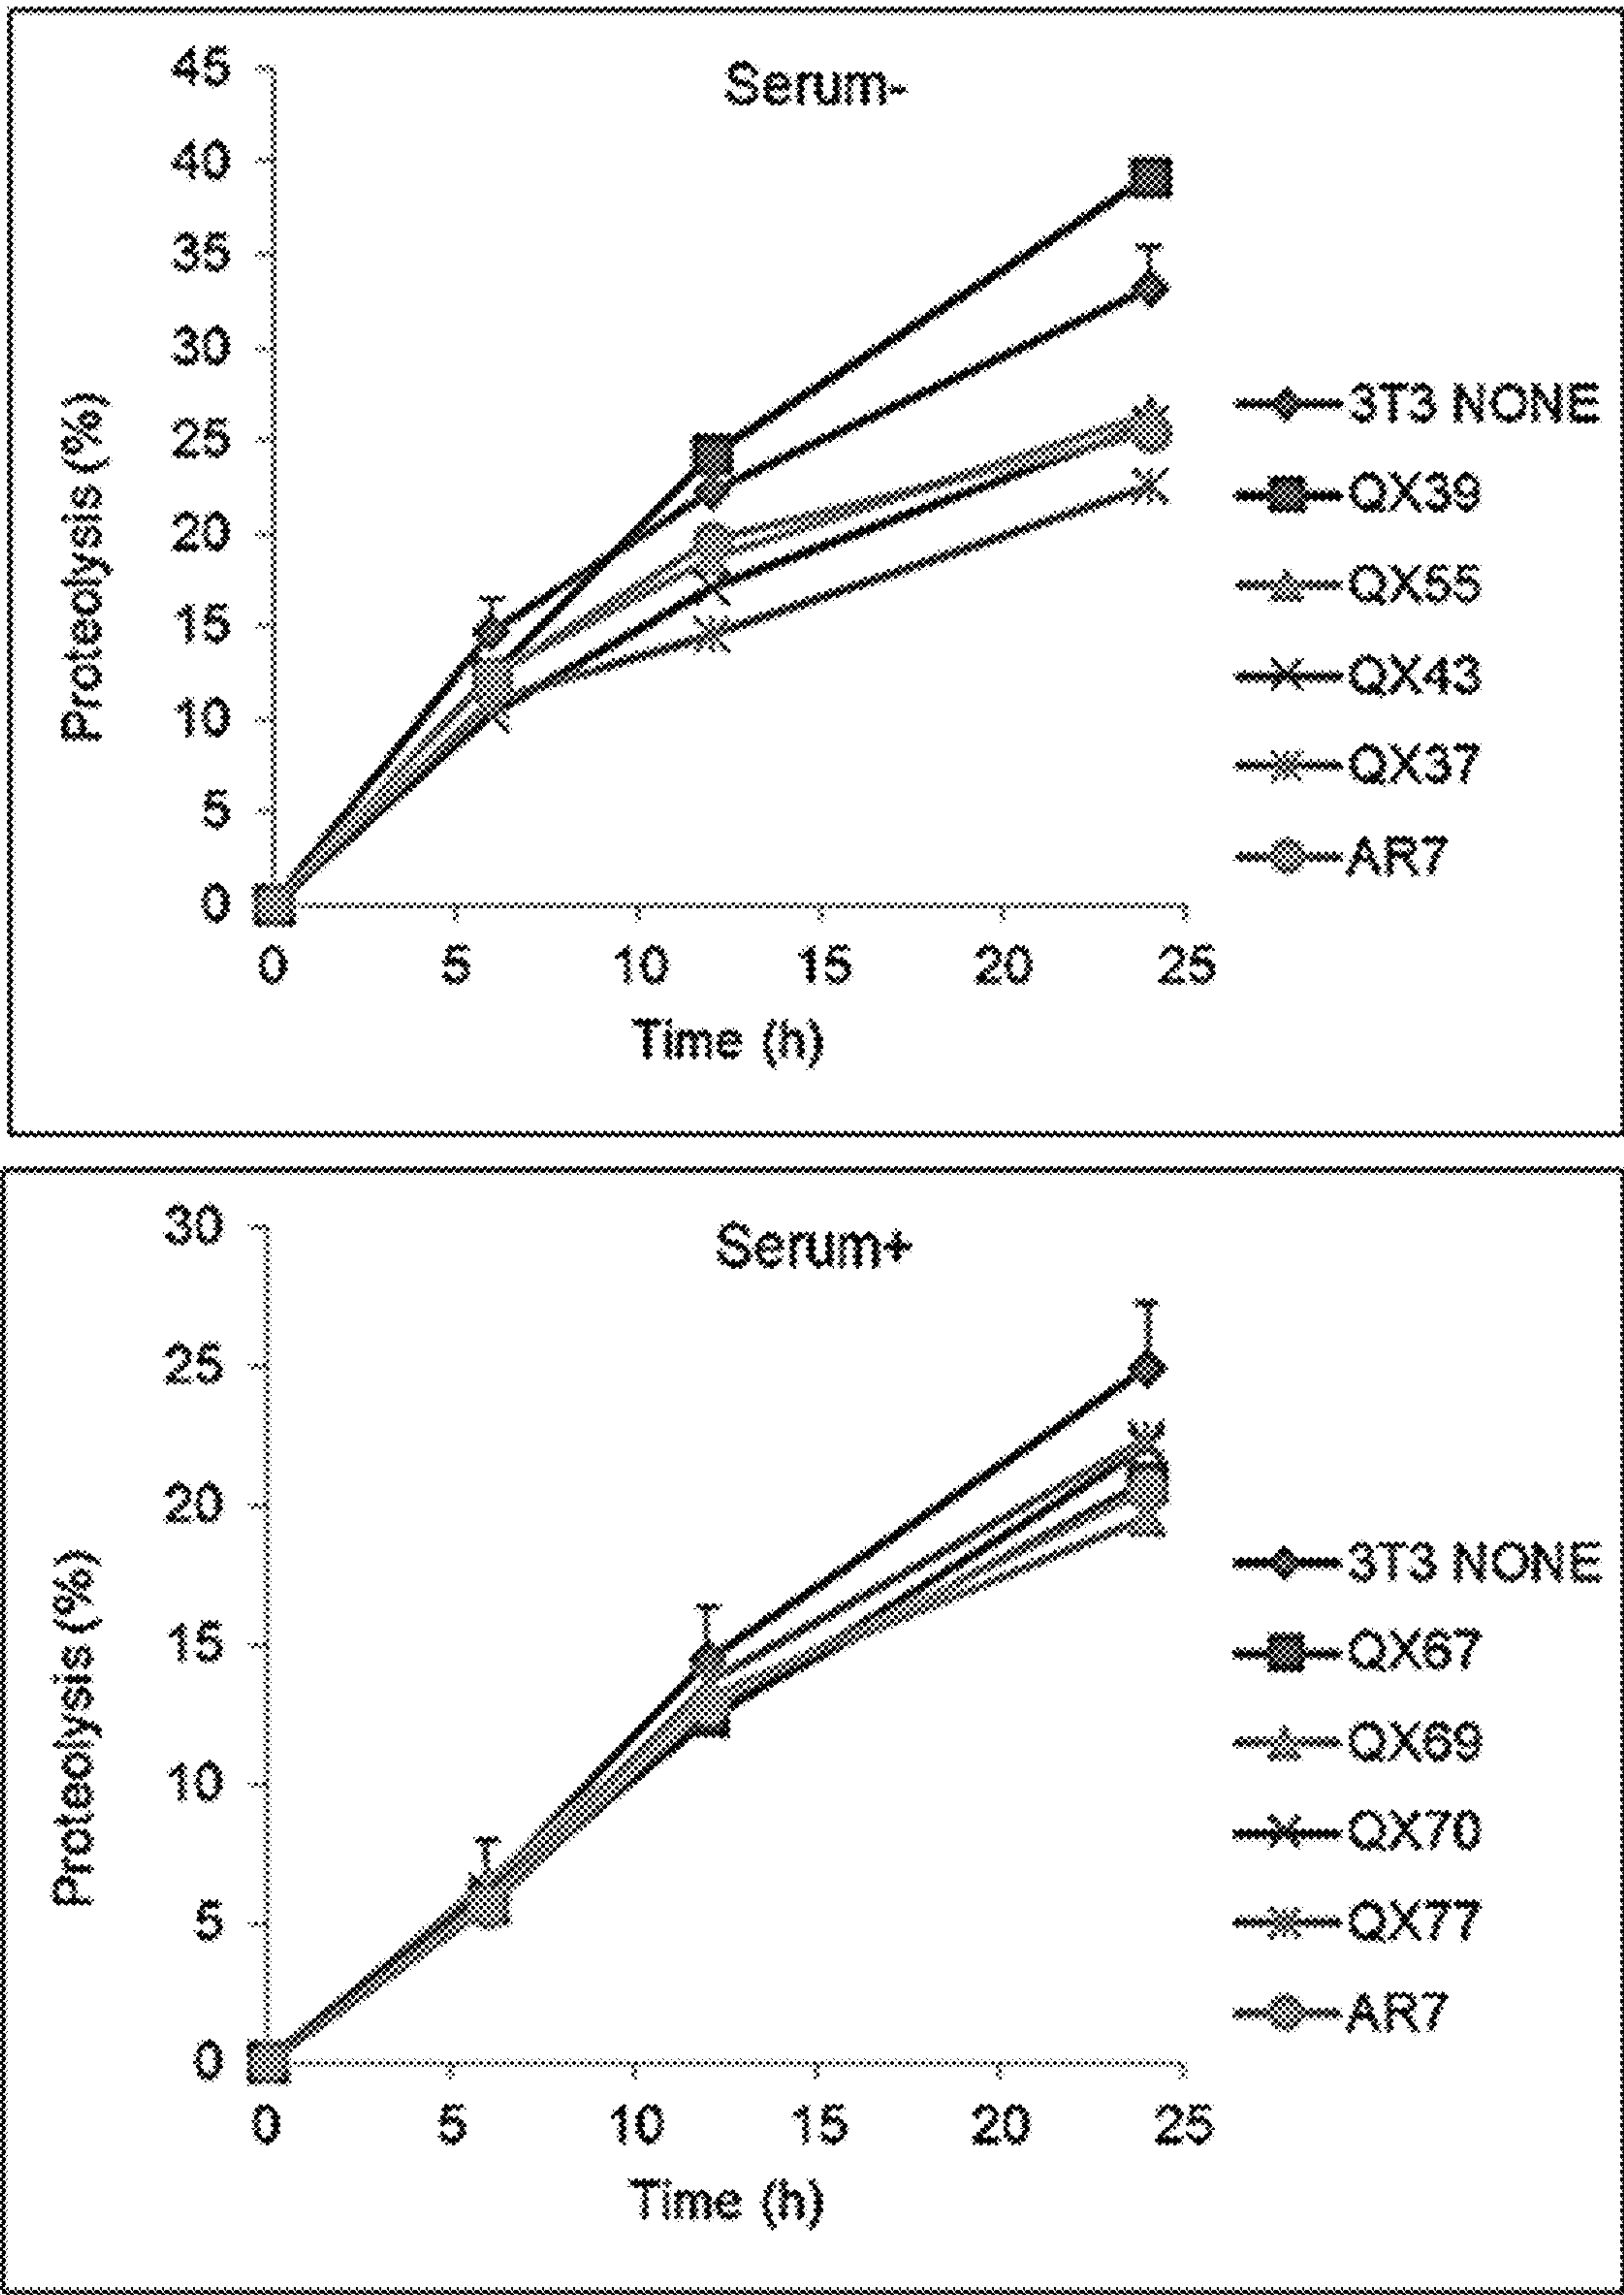 Serum-
45
40
35
30
25
20
15
10
5
0
Proteolysis (%)
0 5 10 15 20 25
Time (h)
3T3 NONE
QX39
QX55
QX43
QX37
AR7
Serum+
30
25
20
15
10
5
0
Proteolysis (%)
0 5 10 15 20 25
Time (h)
3T3 NONE
QX67
QX69
QX70
QX77
AR7